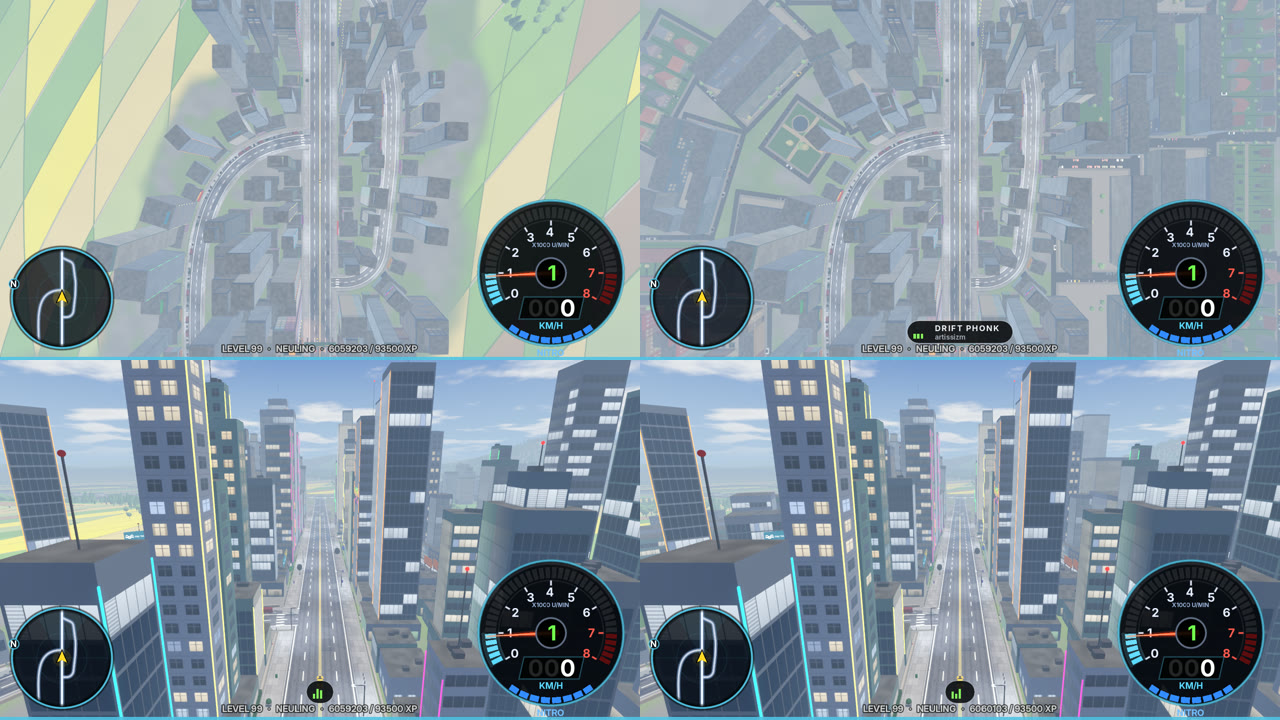 4
3 5
X1000 U/MIN
2 6
1 1 7
0 8
000
KM/H
N
LEVEL 99 • NEULING • 6059203 / 93500 XP
4
3 5
X1000 U/MIN
2 6
1 1 7
0 8
000
KM/H
N
DRIFT PHONK
artissizm
LEVEL 99 • NEULING • 6059203 / 93500 XP
4
3 5
X1000 U/MIN
2 6
1 1 7
0 8
000
KM/H
N
NITRO
LEVEL 99 • NEULING • 6059203 / 93500 XP
4
3 5
X1000 U/MIN
2 6
1 1 7
0 8
000
KM/H
N
NITRO
LEVEL 99 • NEULING • 6060103 / 93500 XP